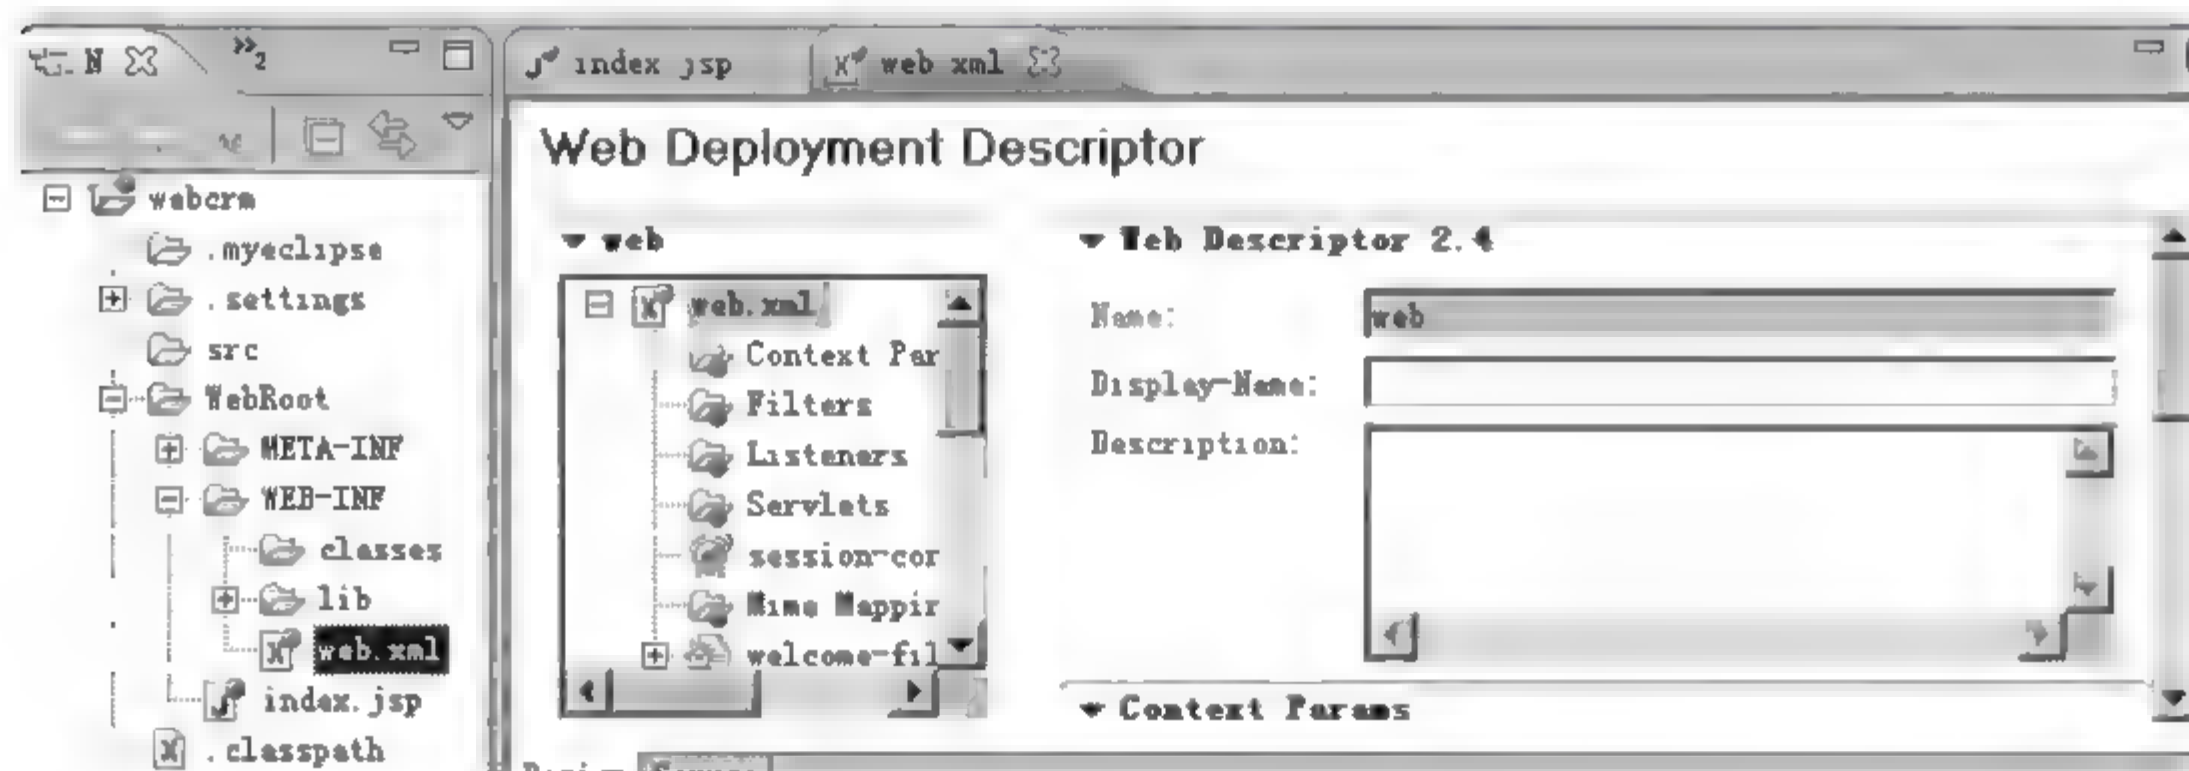 N
»2
index jsp
web xml
Web Deployment Descriptor
webcrm
.myeclipse
.settings
src
WebRoot
META-INF
WEB-INF
classes
lib
web.xml
index.jsp
.classpath
web
web.xml
Context Par
Filters
Listeners
Servlets
session-cor
Mime Mappir
welcome-fil
Web Descriptor 2.4
Name:
web
Display-Name:
Description:
Context Params